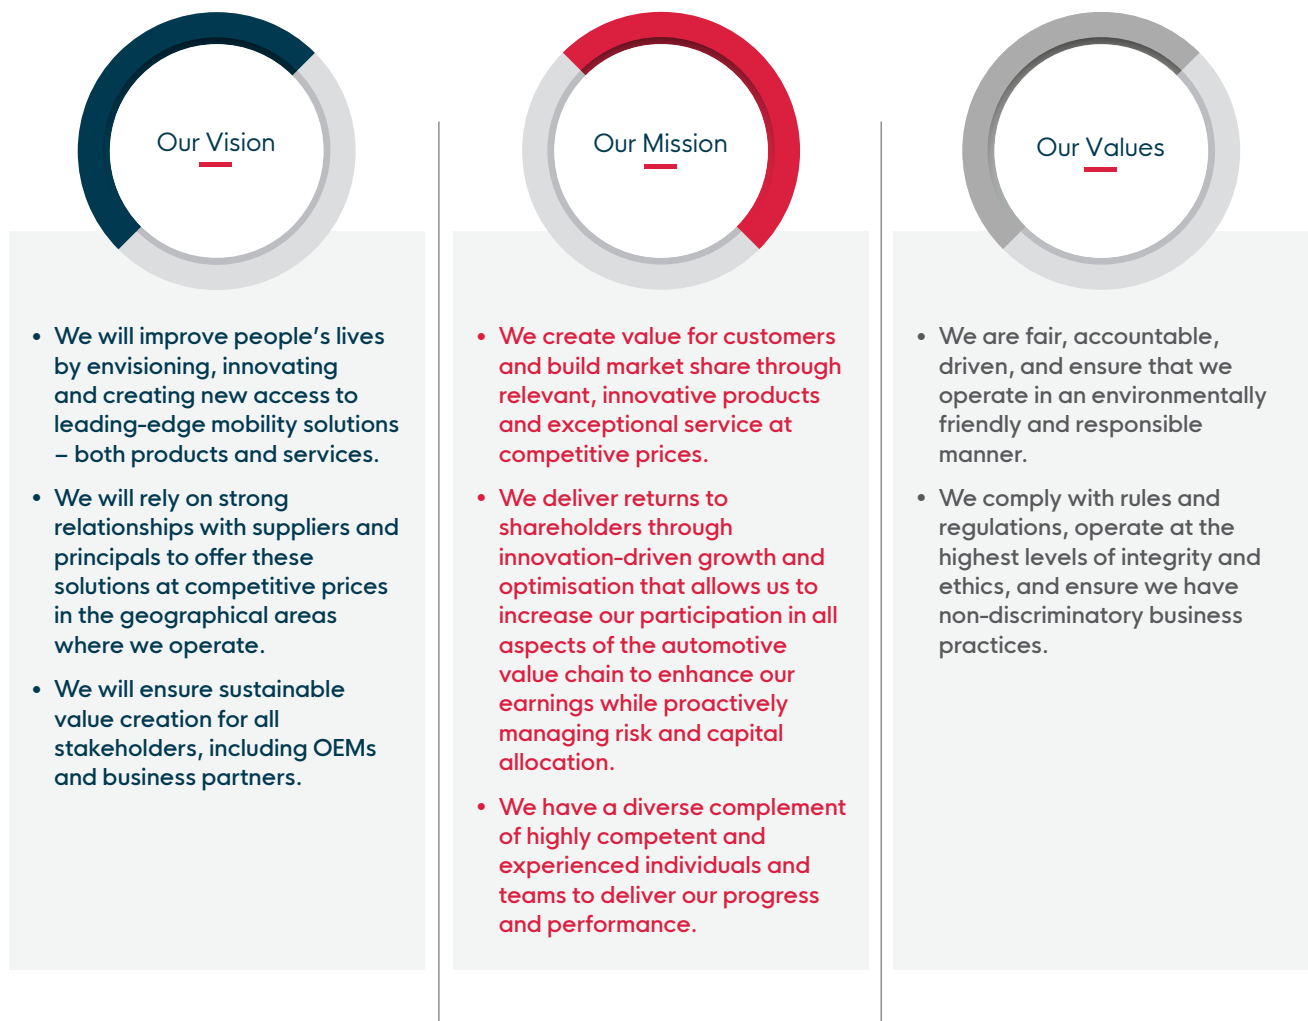 Our Vision
• We will improve people’s lives
by envisioning, innovating
and creating new access to
leading-edge mobility solutions
– both products and services.
• We will rely on strong
relationships with suppliers and
principals to offer these
solutions at competitive prices
in the geographical areas
where we operate.
• We will ensure sustainable
value creation for all
stakeholders, including OEMs
and business partners.
Our Mission
• We create value for customers
and build market share through
relevant, innovative products
and exceptional service at
competitive prices.
• We deliver returns to
shareholders through
innovation-driven growth and
optimisation that allows us to
increase our participation in all
aspects of the automotive
value chain to enhance our
earnings while proactively
managing risk and capital
allocation.
• We have a diverse complement
of highly competent and
experienced individuals and
teams to deliver our progress
and performance.
Our Values
• We are fair, accountable,
driven, and ensure that we
operate in an environmentally
friendly and responsible
manner.
• We comply with rules and
regulations, operate at the
highest levels of integrity and
ethics, and ensure we have
non-discriminatory business
practices.